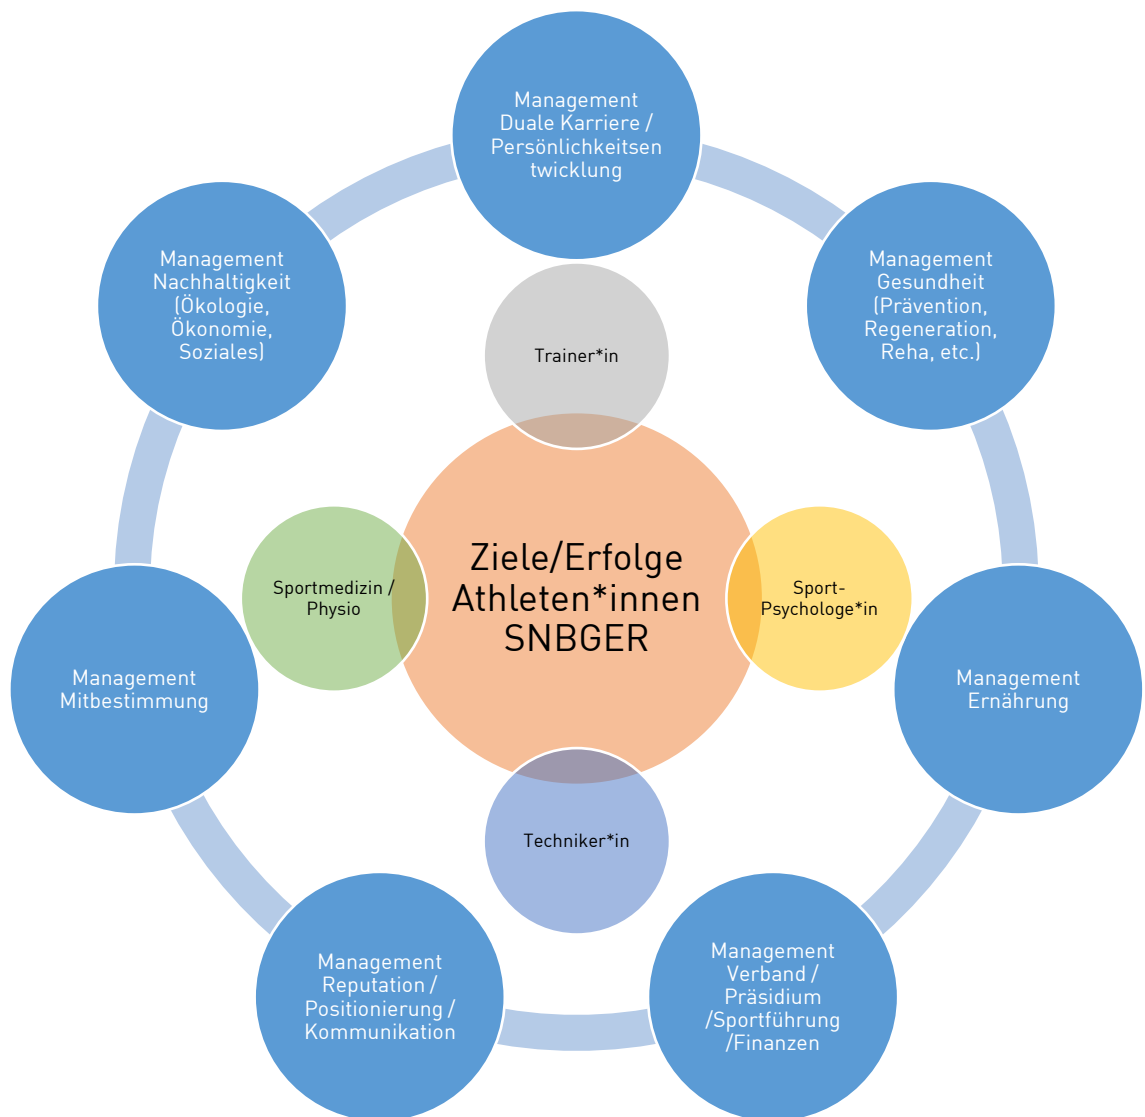 Management
Duale Karriere /
Persönlichkeitsen
twicklung
Management
Nachhaltigkeit
(Ökologie,
Ökonomie,
Soziales)
Management
Gesundheit
(Prävention,
Regeneration,
Reha, etc.)
Trainer*in
Sportmedizin /
Physio
Ziele/Erfolge
Athleten*innen
SNBGER
Sport-
Psychologe*in
Management
Mitbestimmung
Management
Ernährung
Techniker*in
Management
Reputation /
Positionierung /
Kommunikation
Management
Verband /
Präsidium
/Sportführung
/Finanzen